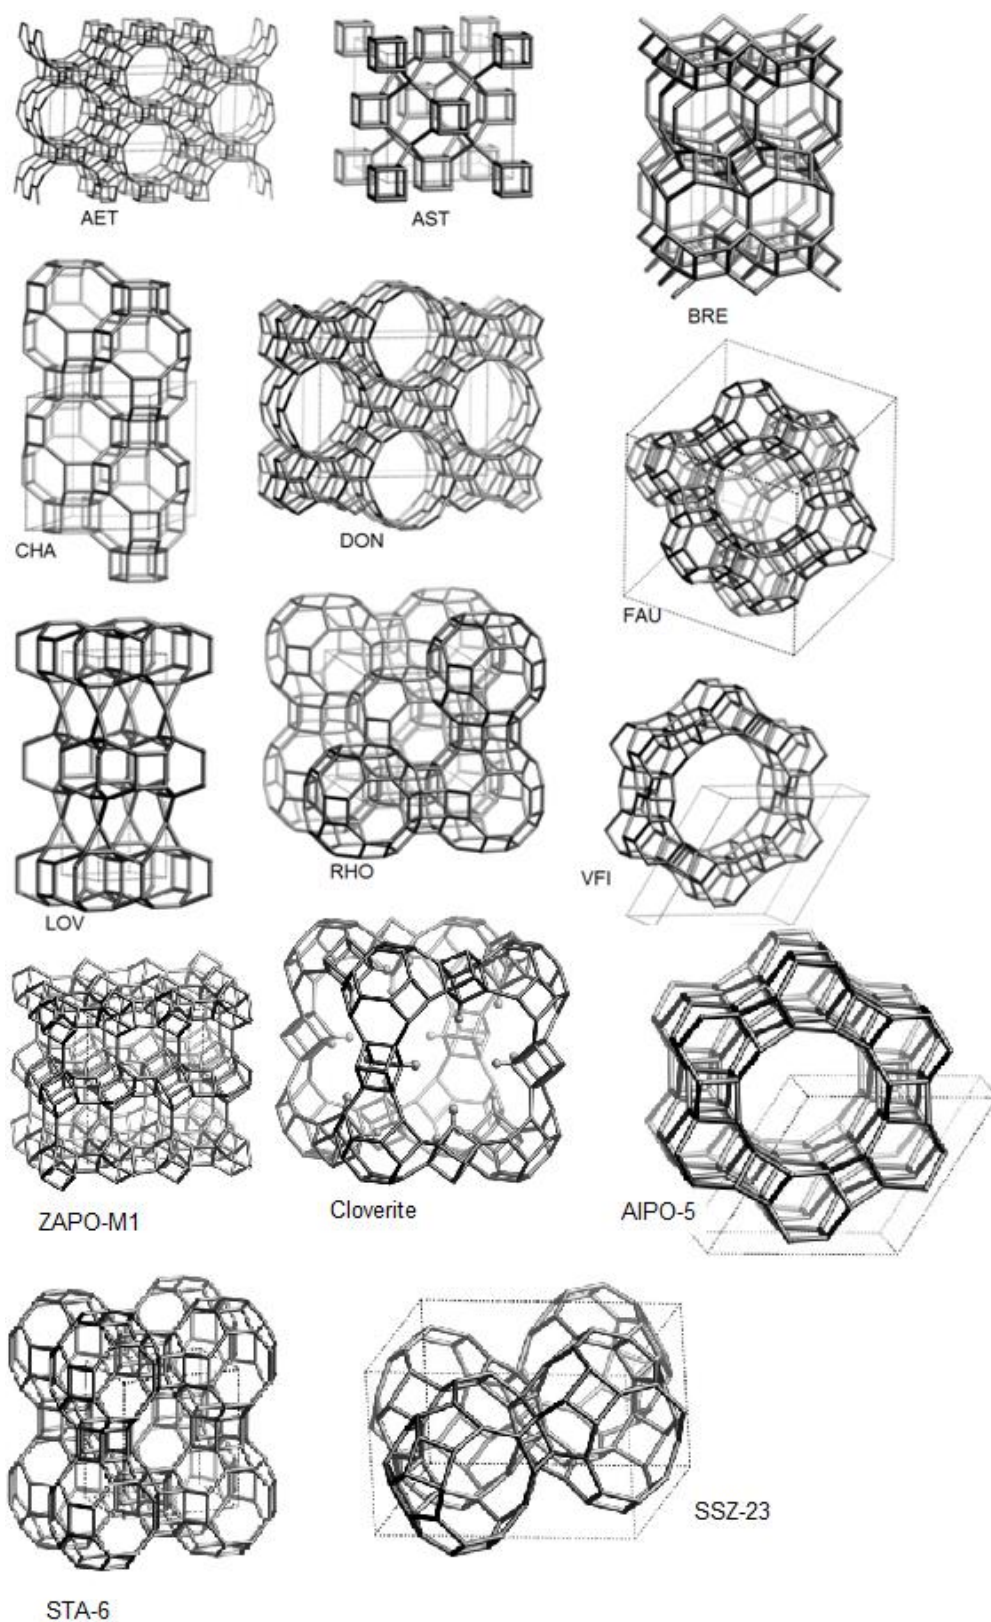 AET
AST
BRE
CHA
DON
FAU
LOV
RHO
VFI
ZAPO-M1
Cloverite
AlPO-5
STA-6
SSZ-23